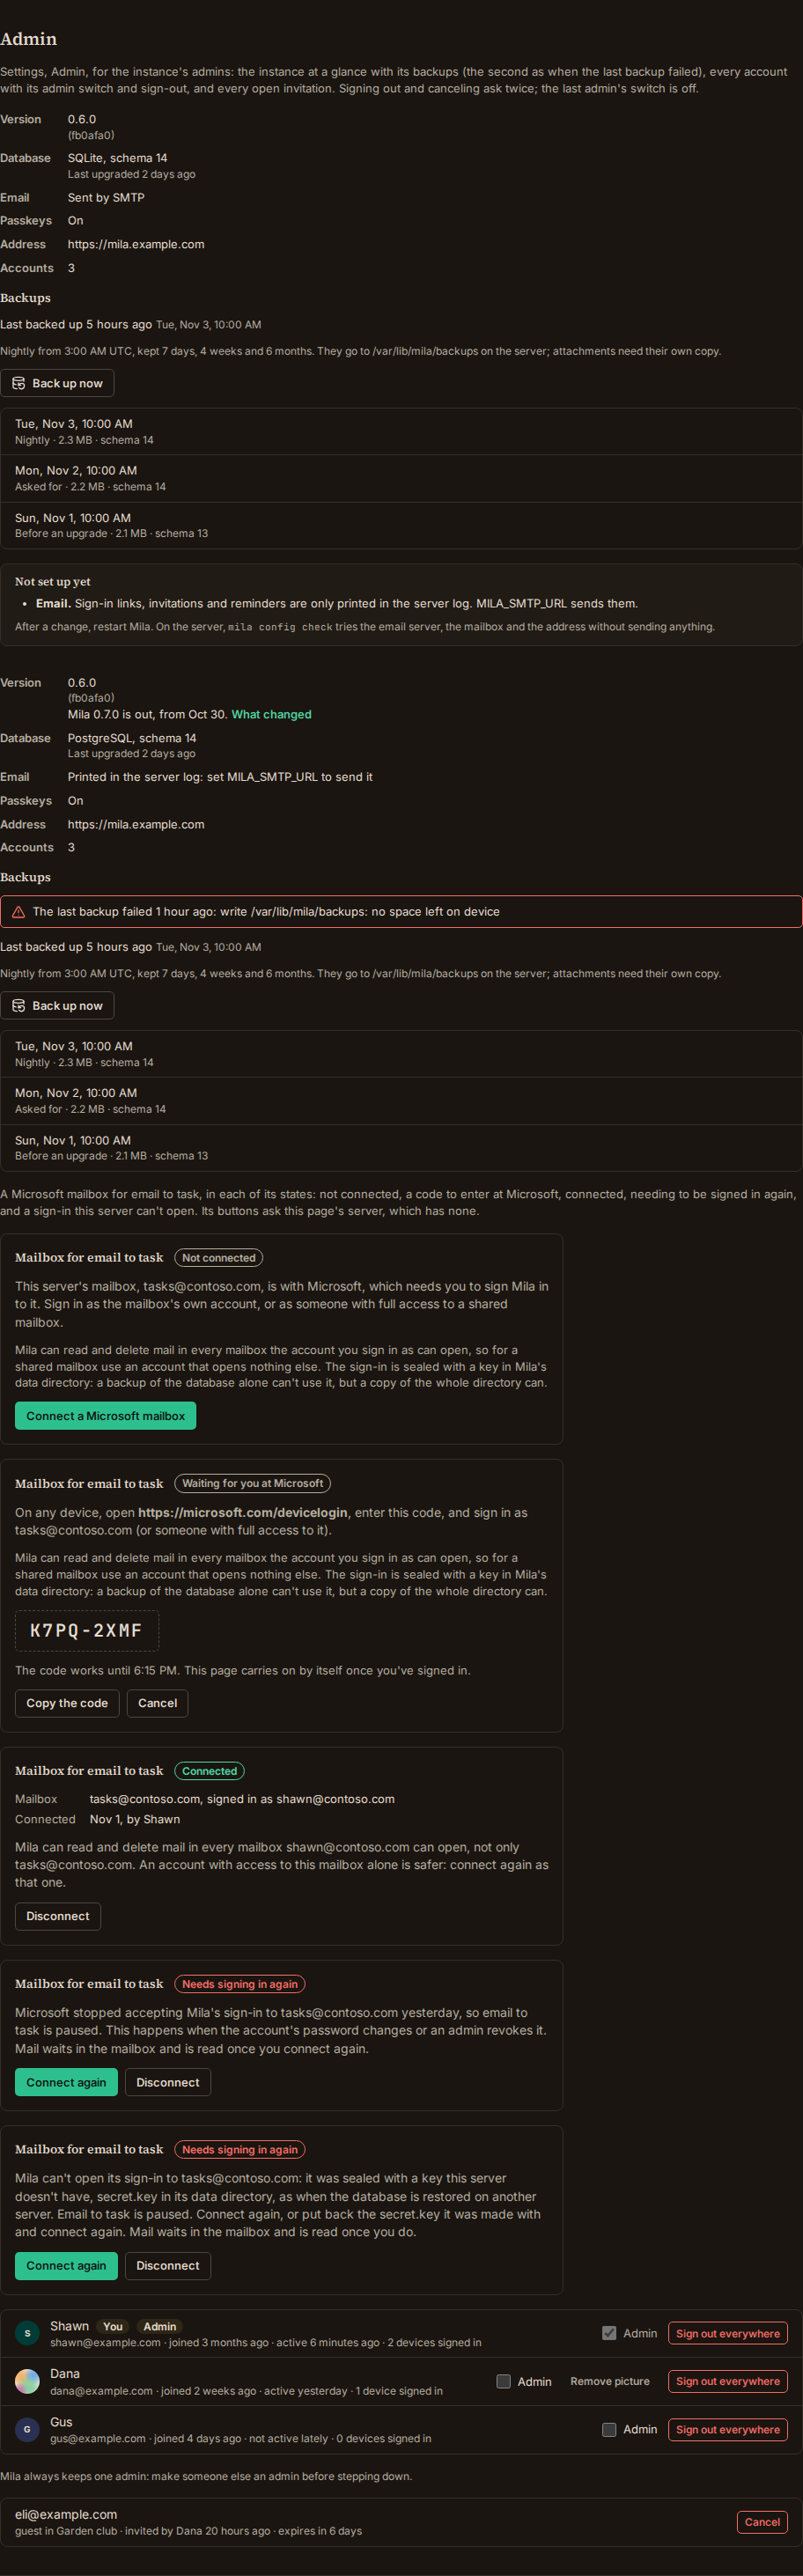 Admin
Settings, Admin, for the instance's admins: the instance at a glance with its backups (the second as when the last backup failed), every account
with its admin switch and sign-out, and every open invitation. Signing out and canceling ask twice; the last admin's switch is off.
Version 0.6.0
(fb0afa0)
Database SQLite, schema 14
Last upgraded 2 days ago
Email Sent by SMTP
Passkeys On
Address https://mila.example.com
Accounts 3
Backups
Last backed up 5 hours ago Tue, Nov 3, 10:00 AM
Nightly from 3:00 AM UTC, kept 7 days, 4 weeks and 6 months. They go to /var/lib/mila/backups on the server; attachments need their own copy.
Back up now
Tue, Nov 3, 10:00 AM
Nightly · 2.3 MB · schema 14
Mon, Nov 2, 10:00 AM
Asked for · 2.2 MB · schema 14
Sun, Nov 1, 10:00 AM
Before an upgrade · 2.1 MB · schema 13
Not set up yet
• Email. Sign-in links, invitations and reminders are only printed in the server log. MILA_SMTP_URL sends them.
After a change, restart Mila. On the server, mila config check tries the email server, the mailbox and the address without sending anything.
Version 0.6.0
(fb0afa0)
Mila 0.7.0 is out, from Oct 30. What changed
Database PostgreSQL, schema 14
Last upgraded 2 days ago
Email Printed in the server log: set MILA_SMTP_URL to send it
Passkeys On
Address https://mila.example.com
Accounts 3
Backups
The last backup failed 1 hour ago: write /var/lib/mila/backups: no space left on device
Last backed up 5 hours ago Tue, Nov 3, 10:00 AM
Nightly from 3:00 AM UTC, kept 7 days, 4 weeks and 6 months. They go to /var/lib/mila/backups on the server; attachments need their own copy.
Back up now
Tue, Nov 3, 10:00 AM
Nightly · 2.3 MB · schema 14
Mon, Nov 2, 10:00 AM
Asked for · 2.2 MB · schema 14
Sun, Nov 1, 10:00 AM
Before an upgrade · 2.1 MB · schema 13
A Microsoft mailbox for email to task, in each of its states: not connected, a code to enter at Microsoft, connected, needing to be signed in again,
and a sign-in this server can't open. Its buttons ask this page's server, which has none.
Mailbox for email to task Not connected
This server's mailbox, tasks@contoso.com, is with Microsoft, which needs you to sign Mila in
to it. Sign in as the mailbox's own account, or as someone with full access to a shared
mailbox.
Mila can read and delete mail in every mailbox the account you sign in as can open, so for a
shared mailbox use an account that opens nothing else. The sign-in is sealed with a key in Mila's
data directory: a backup of the database alone can't use it, but a copy of the whole directory can.
Connect a Microsoft mailbox
Mailbox for email to task Waiting for you at Microsoft
On any device, open https://microsoft.com/devicelogin, enter this code, and sign in as
tasks@contoso.com (or someone with full access to it).
Mila can read and delete mail in every mailbox the account you sign in as can open, so for a
shared mailbox use an account that opens nothing else. The sign-in is sealed with a key in Mila's
data directory: a backup of the database alone can't use it, but a copy of the whole directory can.
K7PQ-2XMF
The code works until 6:15 PM. This page carries on by itself once you've signed in.
Copy the code Cancel
Mailbox for email to task Connected
Mailbox tasks@contoso.com, signed in as shawn@contoso.com
Connected Nov 1, by Shawn
Mila can read and delete mail in every mailbox shawn@contoso.com can open, not only
tasks@contoso.com. An account with access to this mailbox alone is safer: connect again as
that one.
Disconnect
Mailbox for email to task Needs signing in again
Microsoft stopped accepting Mila's sign-in to tasks@contoso.com yesterday, so email to
task is paused. This happens when the account's password changes or an admin revokes it.
Mail waits in the mailbox and is read once you connect again.
Connect again Disconnect
Mailbox for email to task Needs signing in again
Mila can't open its sign-in to tasks@contoso.com: it was sealed with a key this server
doesn't have, secret.key in its data directory, as when the database is restored on another
server. Email to task is paused. Connect again, or put back the secret.key it was made with
and connect again. Mail waits in the mailbox and is read once you do.
Connect again Disconnect
S Shawn You Admin
shawn@example.com · joined 3 months ago · active 6 minutes ago · 2 devices signed in
Admin Sign out everywhere
Dana
dana@example.com · joined 2 weeks ago · active yesterday · 1 device signed in
Admin Remove picture Sign out everywhere
G Gus
gus@example.com · joined 4 days ago · not active lately · 0 devices signed in
Admin Sign out everywhere
Mila always keeps one admin: make someone else an admin before stepping down.
eli@example.com
guest in Garden club · invited by Dana 20 hours ago · expires in 6 days
Cancel